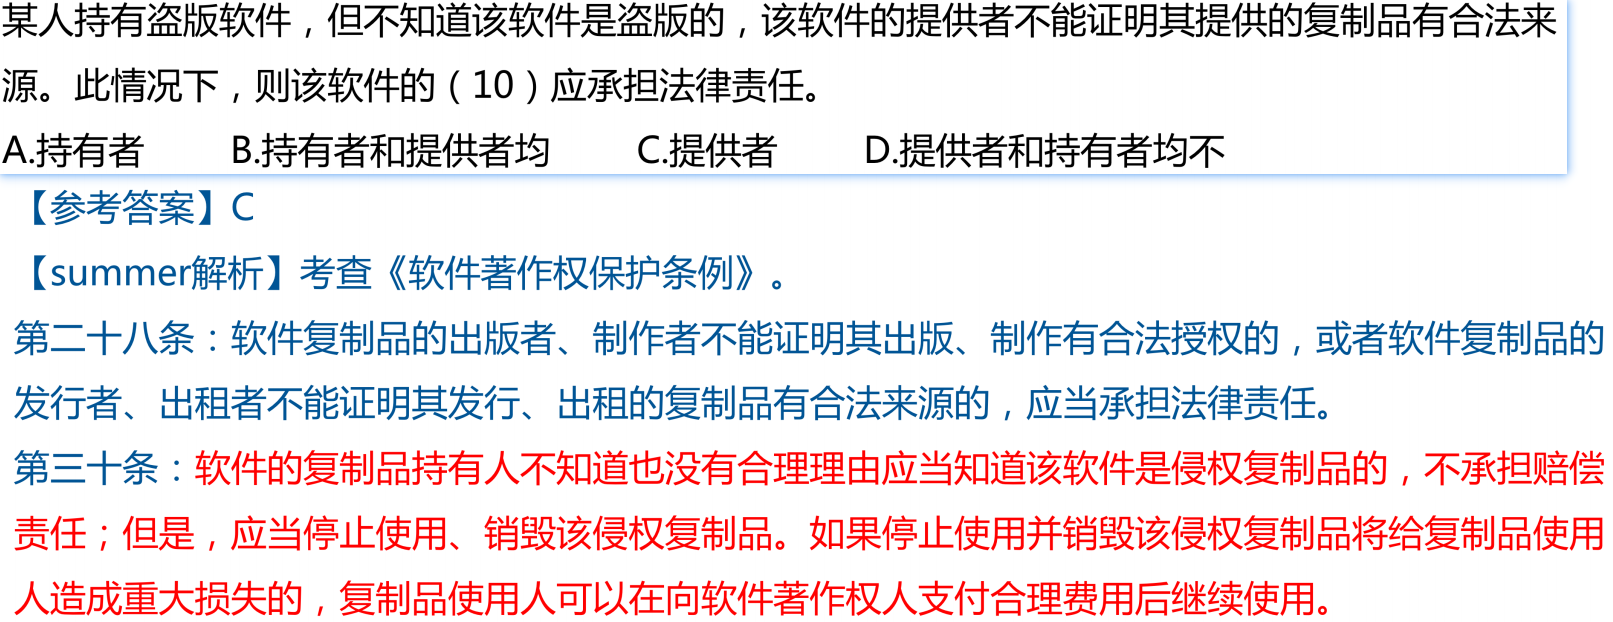 某人持有盗版软件，但不知道该软件是盗版的，该软件的提供者不能证明其提供的复制品有合法来
源。此情况下，则该软件的（10）应承担法律责任。
A.持有者 B.持有者和提供者均 C.提供者 D.提供者和持有者均不
【参考答案】C
【summer解析】考查《软件著作权保护条例》。
第二十八条：软件复制品的出版者、制作者不能证明其出版、制作有合法授权的，或者软件复制品的
发行者、出租者不能证明其发行、出租的复制品有合法来源的，应当承担法律责任。
第三十条：软件的复制品持有人不知道也没有合理理由应当知道该软件是侵权复制品的，不承担赔偿
责任；但是，应当停止使用、销毁该侵权复制品。如果停止使用并销毁该侵权复制品将给复制品使用
人造成重大损失的，复制品使用人可以在向软件著作权人支付合理费用后继续使用。